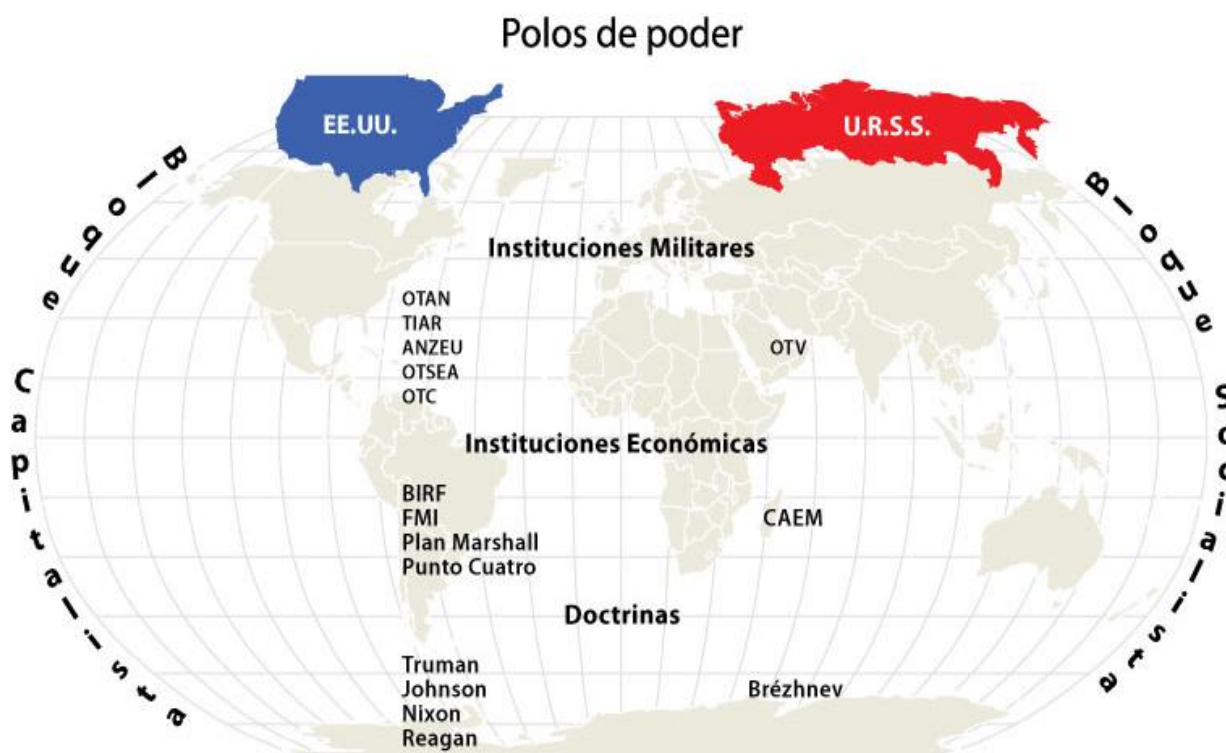 Polos de poder
EE.UU.
U.R.S.S.
Bloque Capitalista
Bloque Socialista
Instituciones Militares
OTAN
TIAR
ANZEU
OTSEA
OTC
OTV
Instituciones Económicas
BIRF
FMI
Plan Marshall
Punto Cuatro
CAEM
Doctrinas
Truman
Johnson
Nixon
Reagan
Brézhnev